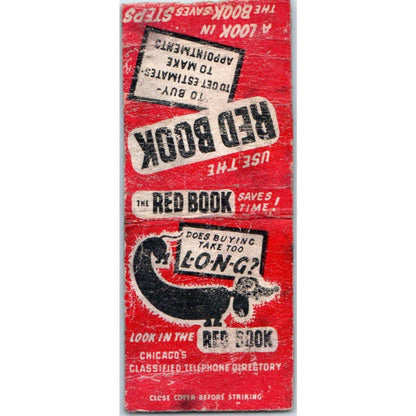 A LOOK IN
THE BOOK SAVES STEPS
TO BUY-
TO GET ESTIMATES-
TO MAKE
APPOINTMENTS
USE THE
RED BOOK
THE RED BOOK SAVES
TIME!
DOES BUYING
TAKE TOO
L-O-N-G?
LOOK IN THE RED BOOK
CHICAGO'S
CLASSIFIED TELEPHONE DIRECTORY
CLOSE COVER BEFORE STRIKING